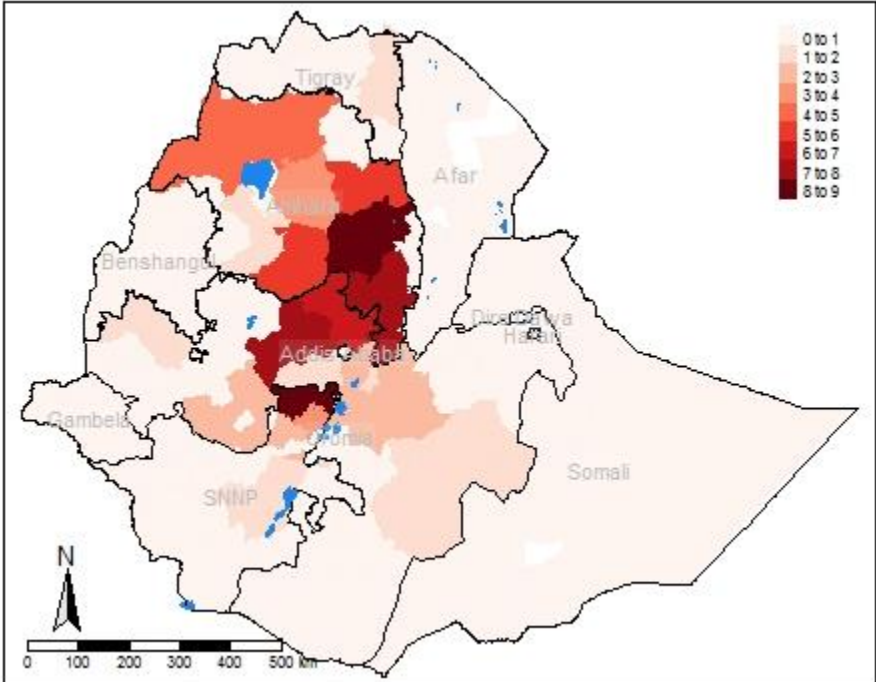 0 to 1
1 to 2
2 to 3
3 to 4
4 to 5
5 to 6
6 to 7
7 to 8
8 to 9
Tigray
Afar
Amhara
Benshangul
Dire Dawa
Harari
Addis Ababa
Gambela
Oromia
Somali
SNNP
N
0 100 200 300 400 500 km